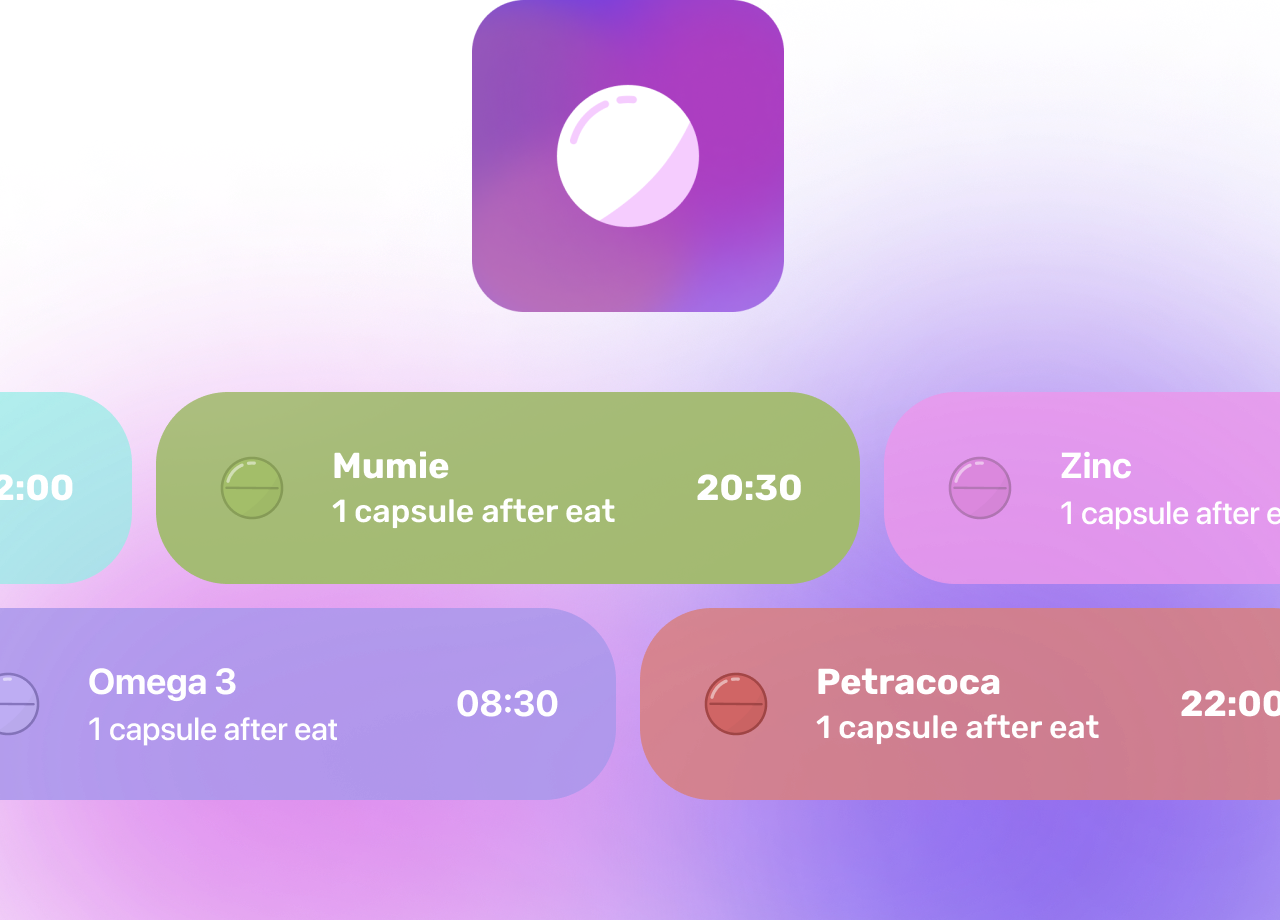 2:00
Mumie
1 capsule after eat
20:30
Zinc
1 capsule after e
Omega 3
1 capsule after eat
08:30
Petracoca
1 capsule after eat
22:00